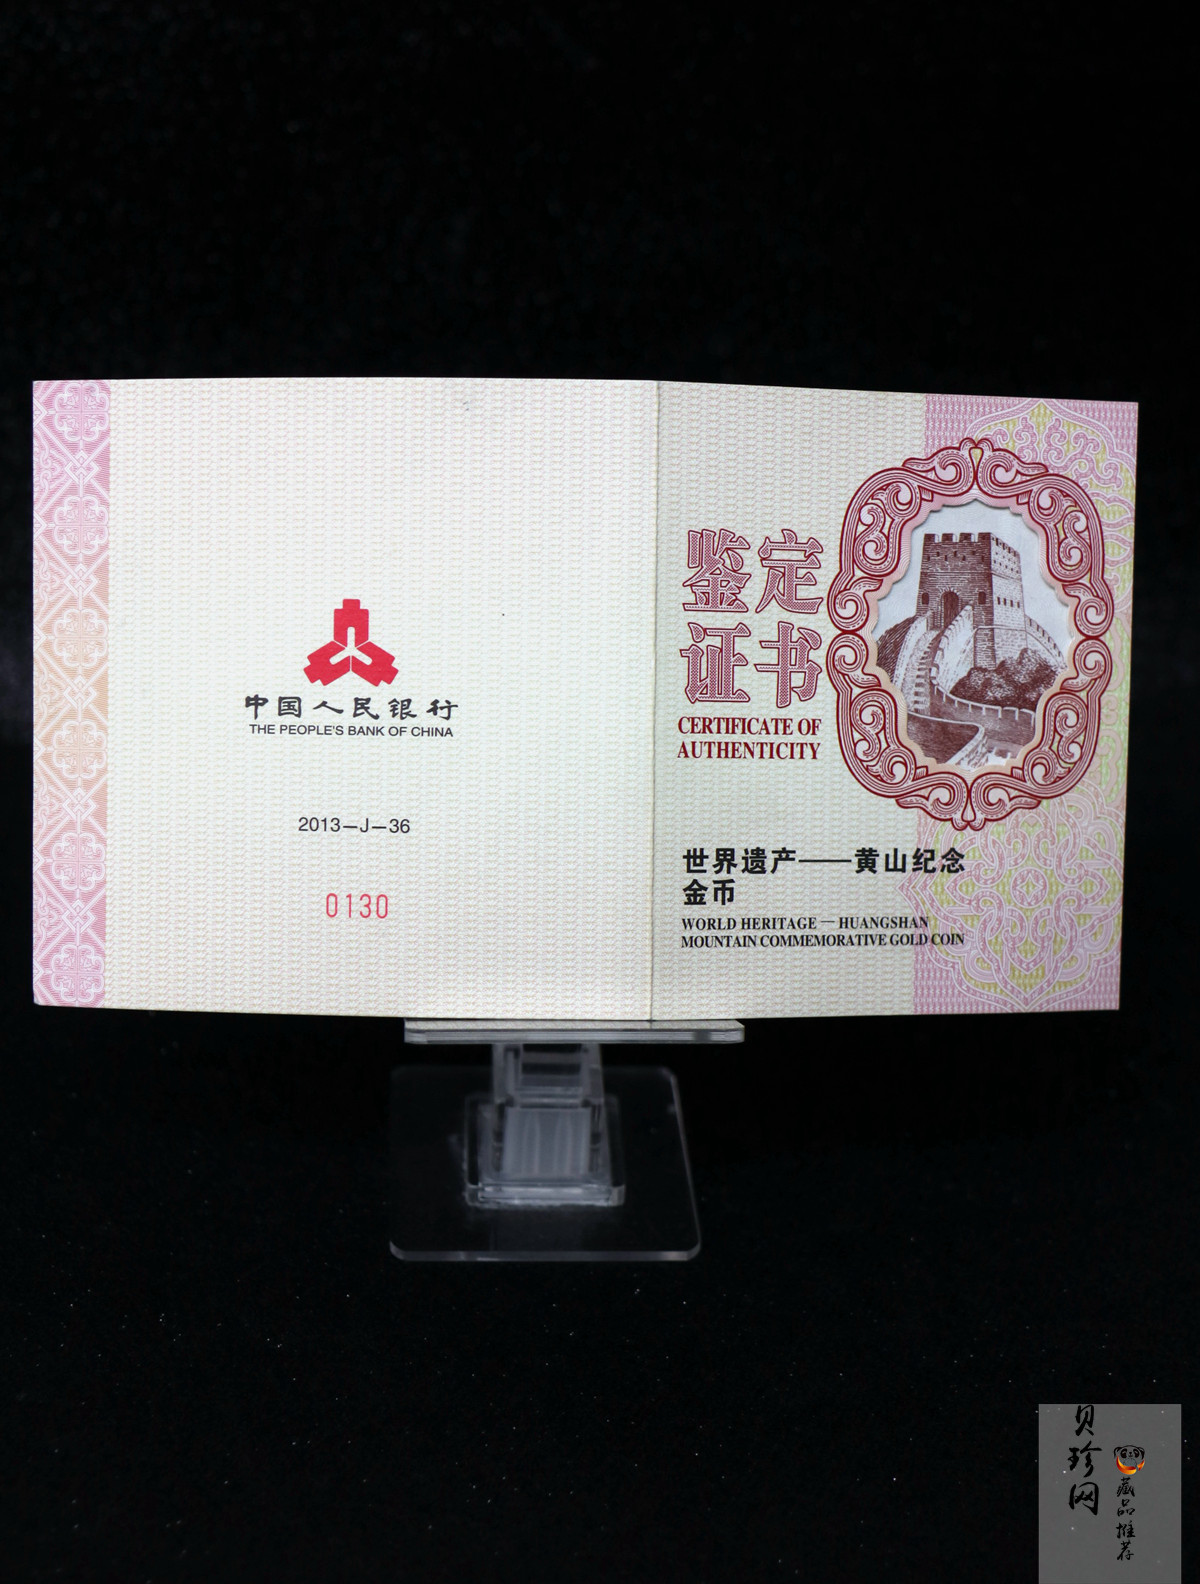 中国人民银行
THE PEOPLE'S BANK OF CHINA
2013—J—36
0130
鉴定
证书
CERTIFICATE OF
AUTHENTICITY
世界遗产——黄山纪念
金币
WORLD HERITAGE — HUANGSHAN
MOUNTAIN COMMEMORATIVE GOLD COIN
贝珍网
藏品推荐